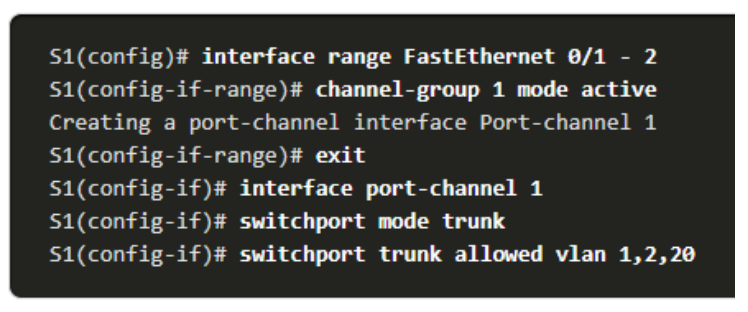 S1(config)# interface range FastEthernet 0/1 - 2
S1(config-if-range)# channel-group 1 mode active
Creating a port-channel interface Port-channel 1
S1(config-if-range)# exit
S1(config-if)# interface port-channel 1
S1(config-if)# switchport mode trunk
S1(config-if)# switchport trunk allowed vlan 1,2,20